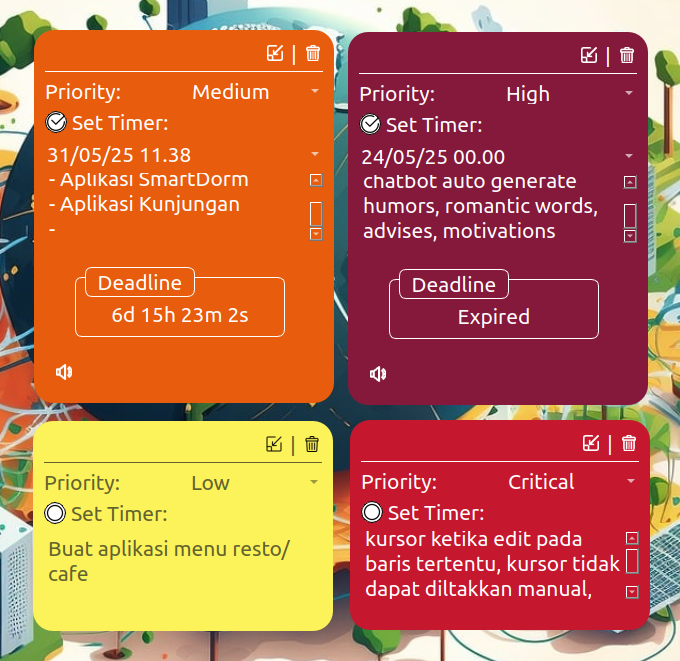 Priority: Medium
Set Timer:
31/05/25 11.38
- Aplikasi SmartDorm
- Aplikasi Kunjungan
-
Deadline
6d 15h 23m 2s
Priority: High
Set Timer:
24/05/25 00.00
chatbot auto generate
humors, romantic words,
advises, motivations
Deadline
Expired
Priority: Low
Set Timer:
Buat aplikasi menu resto/
cafe
Priority: Critical
Set Timer:
kursor ketika edit pada
baris tertentu, kursor tidak
dapat diltakkan manual,